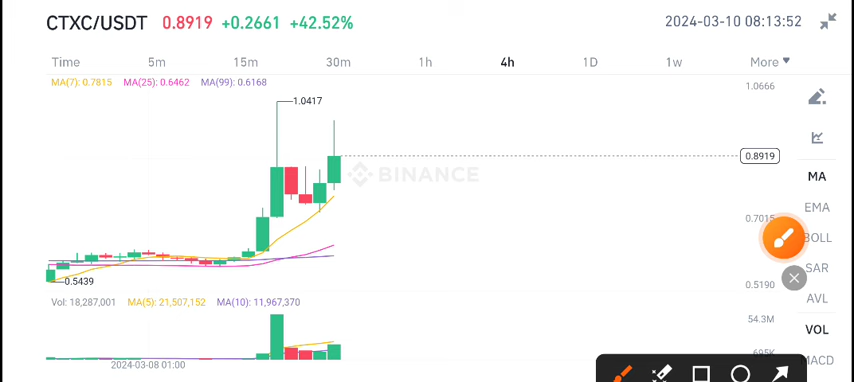 CTXC/USDT 0.8919 +0.2661 +42.52% 2024-03-10 08:13:52
Time 5m 15m 30m 1h 4h 1D 1w More
MA(7): 0.7815 MA(25): 0.6462 MA(99): 0.6168
1.0666
1.0417
0.8919
BINANCE
MA
EMA
0.7015
BOLL
SAR
0.5439
0.5190
AVL
Vol: 18,287,001 MA(5): 21,507,152 MA(10): 11,967,370
54.3M
VOL
695K
MACD
2024-03-08 01:00